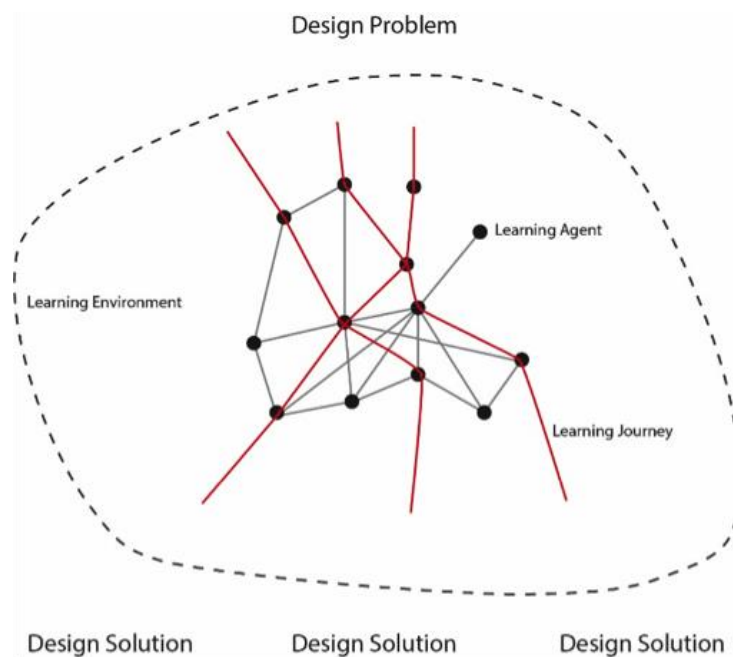 Design Problem
Learning Agent
Learning Environment
Learning Journey
Design Solution
Design Solution
Design Solution